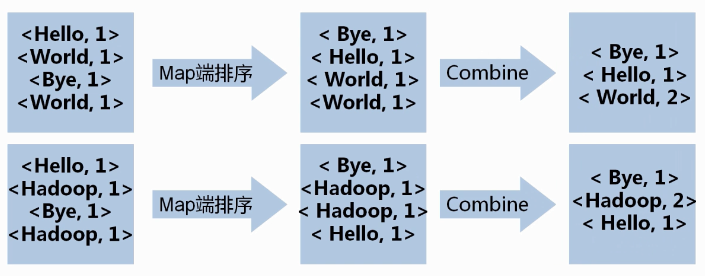 <Hello, 1>
<World, 1>
<Bye, 1>
<World, 1>
Map端排序
< Bye, 1>
< Hello, 1>
< World, 1>
<World, 1>
Combine
< Bye, 1>
< Hello, 1>
< World, 2>
<Hello, 1>
<Hadoop, 1>
<Bye, 1>
<Hadoop, 1>
Map端排序
< Bye, 1>
<Hadoop, 1>
< Hadoop, 1>
< Hello, 1>
Combine
< Bye, 1>
<Hadoop, 2>
< Hello, 1>